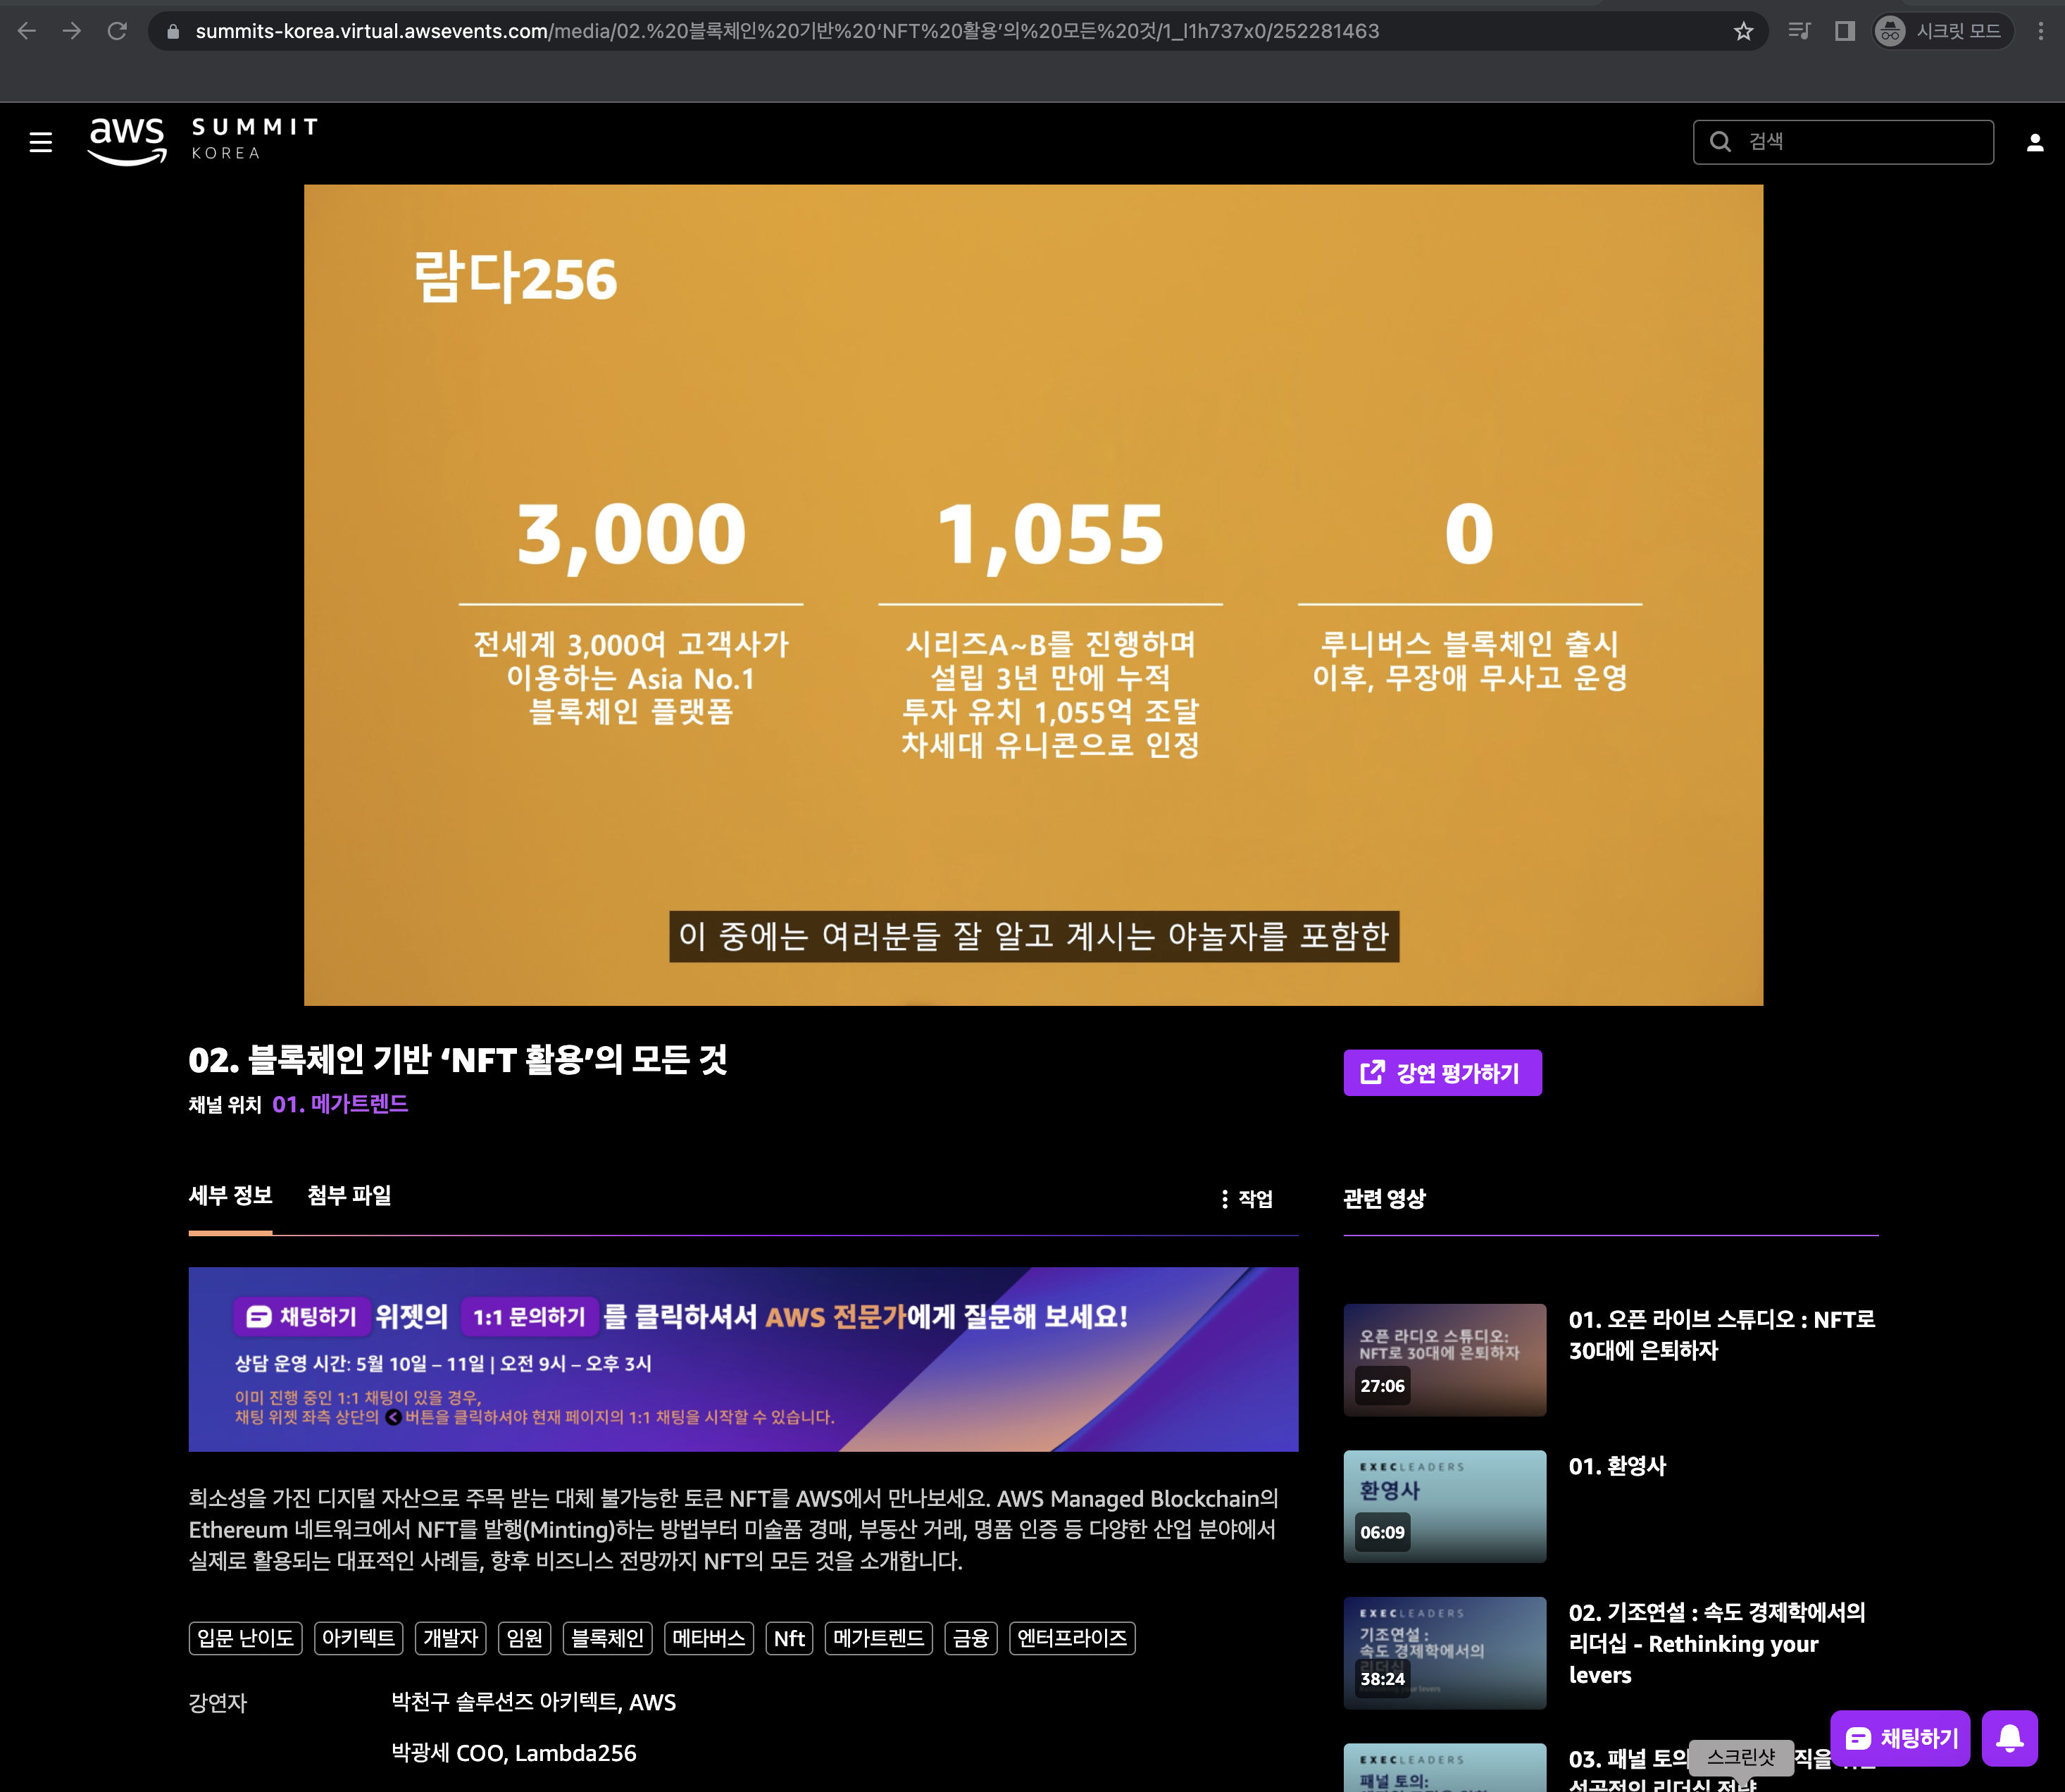 summits-korea.virtual.awsevents.com/media/02.%20블록체인%20기반%20‘NFT%20활용’의%20모든%20것/1_l1h737x0/252281463
시크릿 모드
aws SUMMIT
KOREA
검색
람다256
3,000
1,055
0
전세계 3,000여 고객사가
이용하는 Asia No.1
블록체인 플랫폼
시리즈A~B를 진행하며
설립 3년 만에 누적
투자 유치 1,055억 조달
차세대 유니콘으로 인정
루니버스 블록체인 출시
이후, 무장애 무사고 운영
이 중에는 여러분들 잘 알고 계시는 야놀자를 포함한
02. 블록체인 기반 ‘NFT 활용’의 모든 것
채널 위치 01. 메가트렌드
강연 평가하기
세부 정보
첨부 파일
작업
채팅하기 위젯의 1:1 문의하기 를 클릭하셔서 AWS 전문가에게 질문해 보세요!
상담 운영 시간: 5월 10일 – 11일 | 오전 9시 – 오후 3시
이미 진행 중인 1:1 채팅이 있을 경우,
채팅 위젯 좌측 상단의 < 버튼을 클릭하셔야 현재 페이지의 1:1 채팅을 시작할 수 있습니다.
희소성을 가진 디지털 자산으로 주목 받는 대체 불가능한 토큰 NFT를 AWS에서 만나보세요. AWS Managed Blockchain의
Ethereum 네트워크에서 NFT를 발행(Minting)하는 방법부터 미술품 경매, 부동산 거래, 명품 인증 등 다양한 산업 분야에서
실제로 활용되는 대표적인 사례들, 향후 비즈니스 전망까지 NFT의 모든 것을 소개합니다.
입문 난이도 아키텍트 개발자 임원 블록체인 메타버스 Nft 메가트렌드 금융 엔터프라이즈
강연자
박천구 솔루션즈 아키텍트, AWS
박광세 COO, Lambda256
관련 영상
오픈 라디오 스튜디오:
NFT로 30대에 은퇴하자
27:06
01. 오픈 라이브 스튜디오 : NFT로
30대에 은퇴하자
EXECLEADERS
환영사
06:09
01. 환영사
EXECLEADERS
기조연설 :
속도 경제학에서의
리더십
38:24
02. 기조연설 : 속도 경제학에서의
리더십 - Rethinking your
levers
EXECLEADERS
패널 토의:
03. 패널 토의
직을
성공적인 리더십 전략
스크린샷
채팅하기